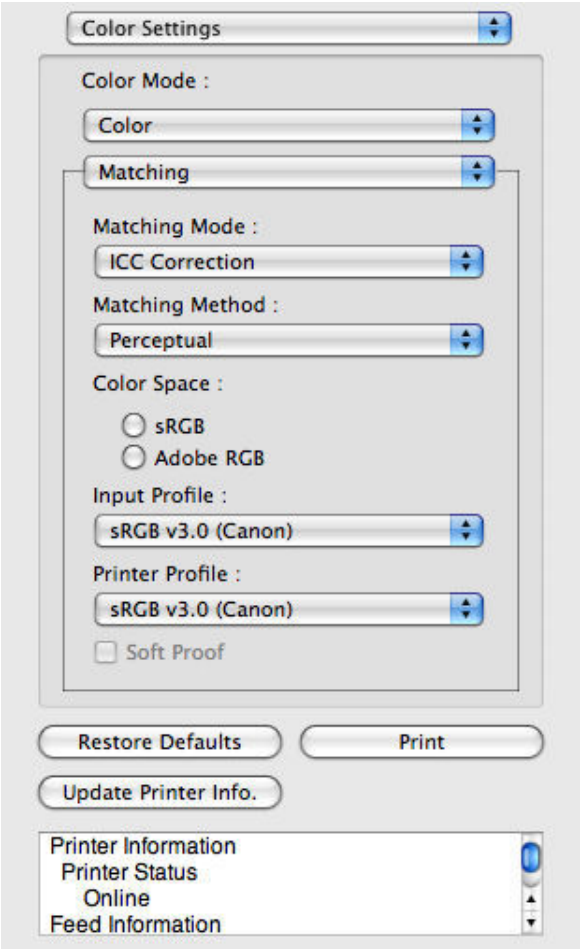 Color Settings
Color Mode :
Color
Matching
Matching Mode :
ICC Correction
Matching Method :
Perceptual
Color Space :
sRGB
Adobe RGB
Input Profile :
sRGB v3.0 (Canon)
Printer Profile :
sRGB v3.0 (Canon)
Soft Proof
Restore Defaults Print
Update Printer Info.
Printer Information
Printer Status
Online
Feed Information